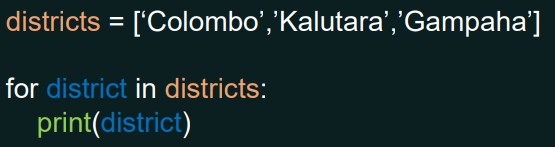 districts = [‘Colombo’,’Kalutara’,’Gampaha’]
for district in districts:
print(district)